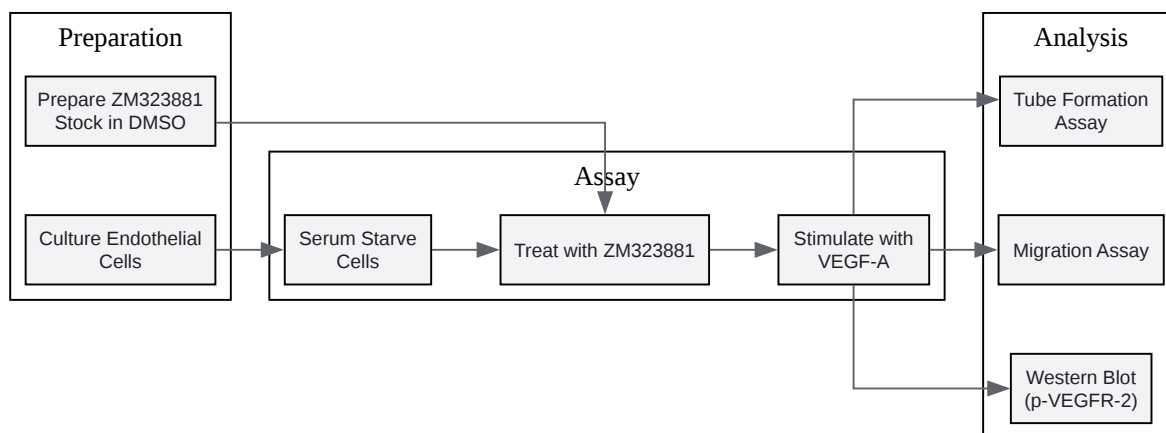 Preparation
Prepare ZM323881
Stock in DMSO
Culture Endothelial
Cells
Assay
Serum Starve
Cells
Treat with ZM323881
Stimulate with
VEGF-A
Analysis
Tube Formation
Assay
Migration Assay
Western Blot
(p-VEGFR-2)